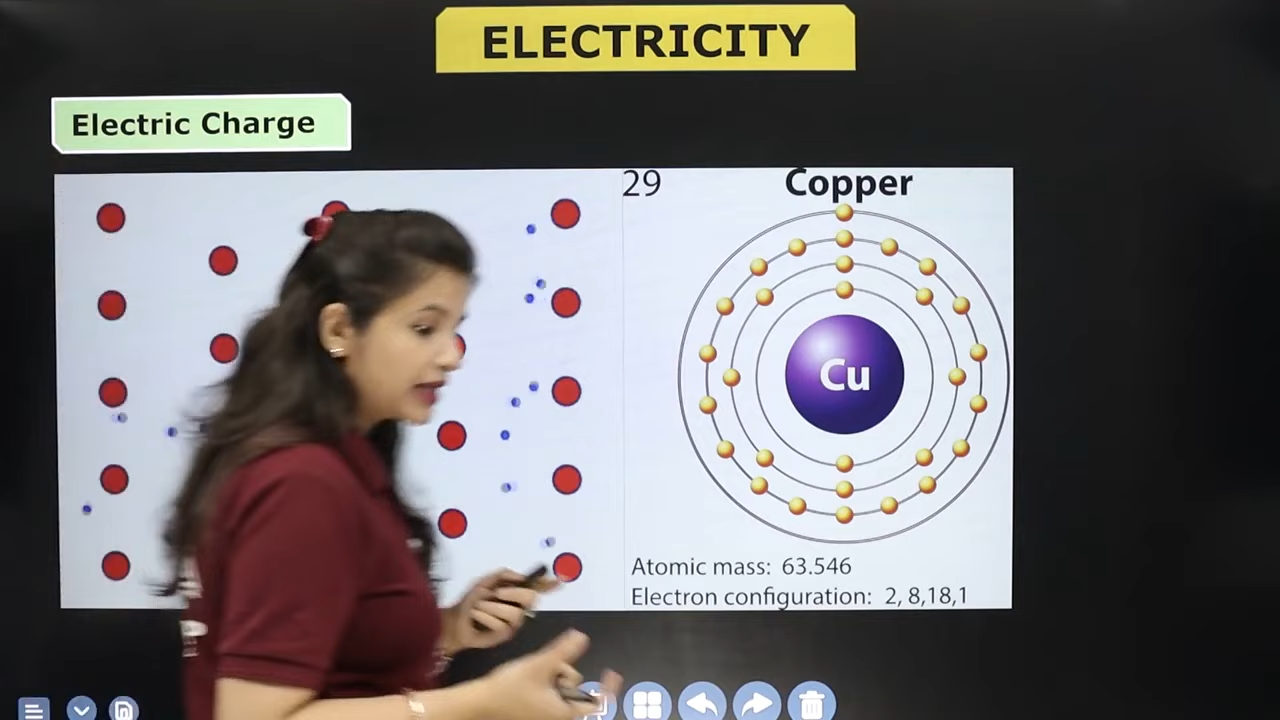 ELECTRICITY
Electric Charge
29
Copper
Cu
Atomic mass: 63.546
Electron configuration: 2, 8,18,1